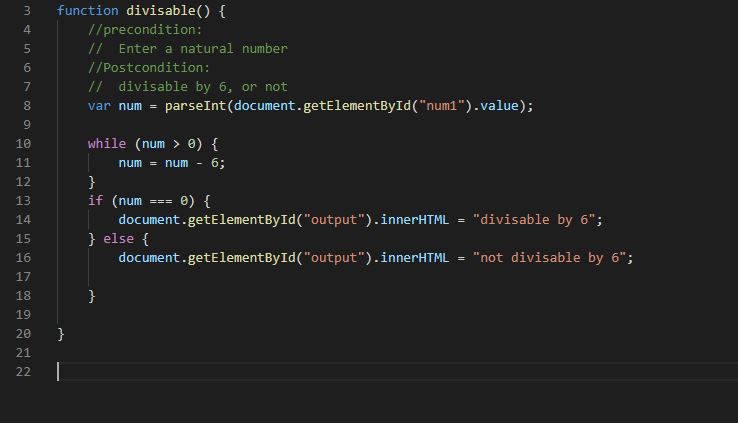 3 function divisable() {
4 //precondition:
5 //  Enter a natural number
6 //Postcondition:
7 //  divisable by 6, or not
8 var num = parseInt(document.getElementById("num1").value);
9
10 while (num > 0) {
11 num = num - 6;
12 }
13 if (num === 0) {
14 document.getElementById("output").innerHTML = "divisable by 6";
15 } else {
16 document.getElementById("output").innerHTML = "not divisable by 6";
17
18 }
19
20 }
21
22